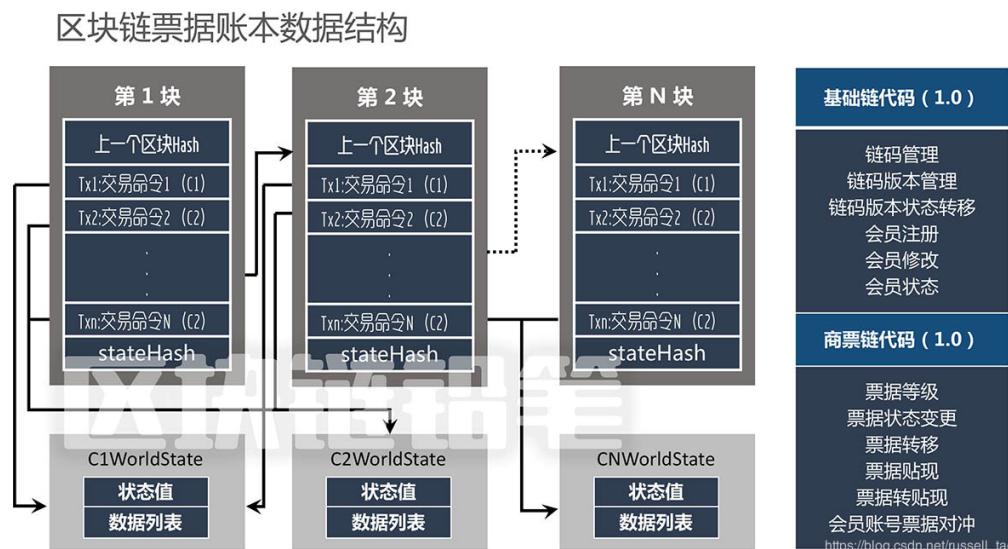 区块链票据账本数据结构
第 1 块
上一个区块Hash
Tx1:交易命令1 (C1)
Tx2:交易命令2 (C2)
.
.
.
Txn:交易命令N (C2)
stateHash
第 2 块
上一个区块Hash
Tx1:交易命令1 (C1)
Tx2:交易命令2 (C2)
.
.
.
Txn:交易命令N (C2)
stateHash
第 N 块
上一个区块Hash
Tx1:交易命令1 (C1)
Tx2:交易命令2 (C2)
.
.
.
Txn:交易命令N (C2)
stateHash
区块链铅笔
C1WorldState
状态值
数据列表
C2WorldState
状态值
数据列表
CNWorldState
状态值
数据列表
基础链代码（1.0）
链码管理
链码版本管理
链码版本状态转移
会员注册
会员修改
会员状态
商票链代码（1.0）
票据等级
票据状态变更
票据转移
票据贴现
票据转贴现
会员账号票据对冲